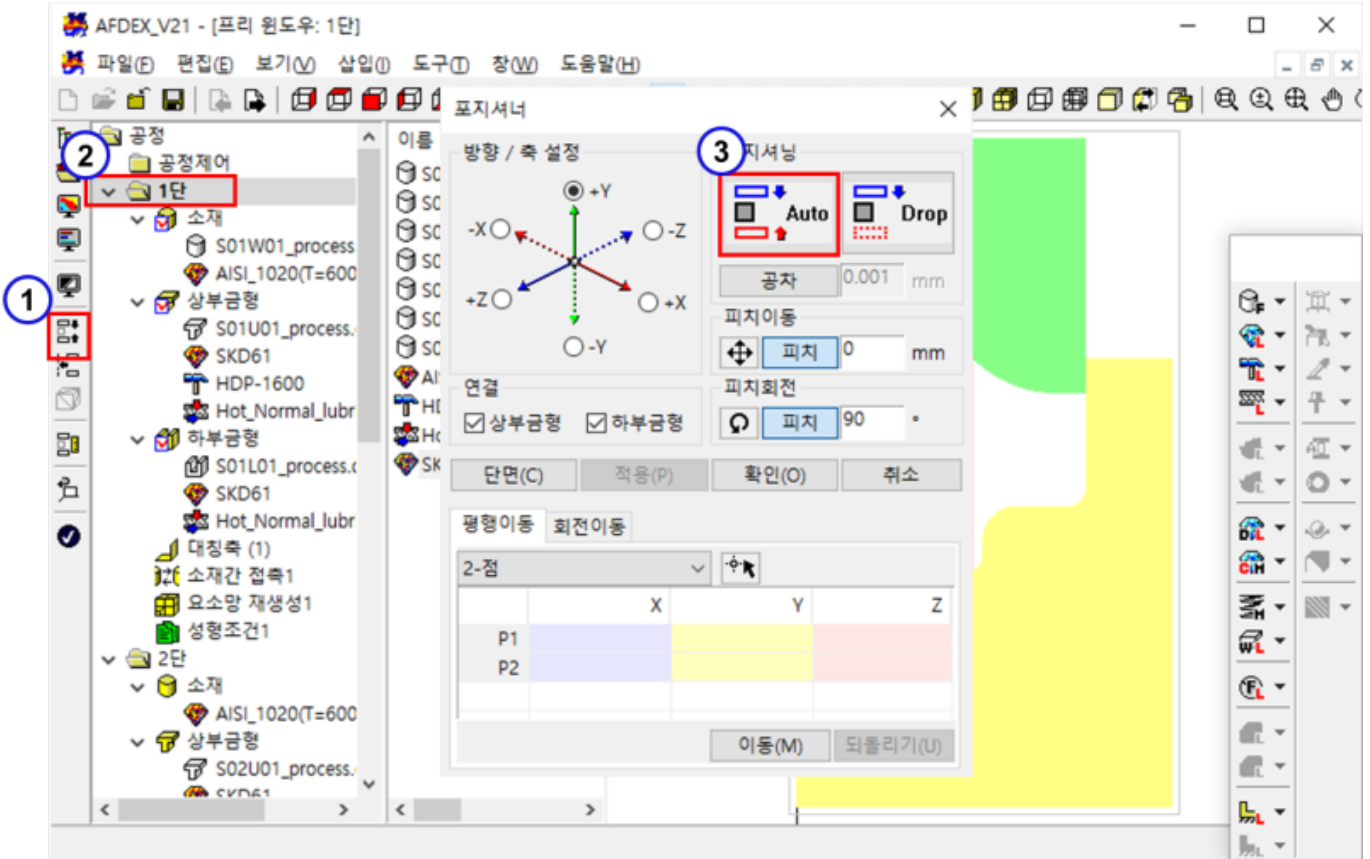 AFDEX_V21 - [프리 윈도우: 1단]
파일(F) 편집(E) 보기(V) 삽입(I) 도구(T) 창(W) 도움말(H)
공정
공정제어
2
1단
소재
S01W01_process
AISI_1020(T=600
1
상부금형
S01U01_process.
SKD61
HDP-1600
Hot_Normal_lubr
하부금형
S01L01_process.
SKD61
Hot_Normal_lubr
대칭축 (1)
소재간 접촉1
요소망 재생성1
성형조건1
2단
소재
AISI_1020(T=600
상부금형
S02U01_process.
SKD61
이름
포지셔너
방향 / 축 설정
+Y
-X
-Z
+Z
+X
-Y
3
지셔닝
Auto
Drop
공차 0.001 mm
피치이동
피치 0 mm
연결
상부금형 하부금형
피치회전
피치 90 °
단면(C) 적용(P) 확인(O) 취소
평행이동 회전이동
2-점
X Y Z
P1
P2
이동(M) 되돌리기(U)